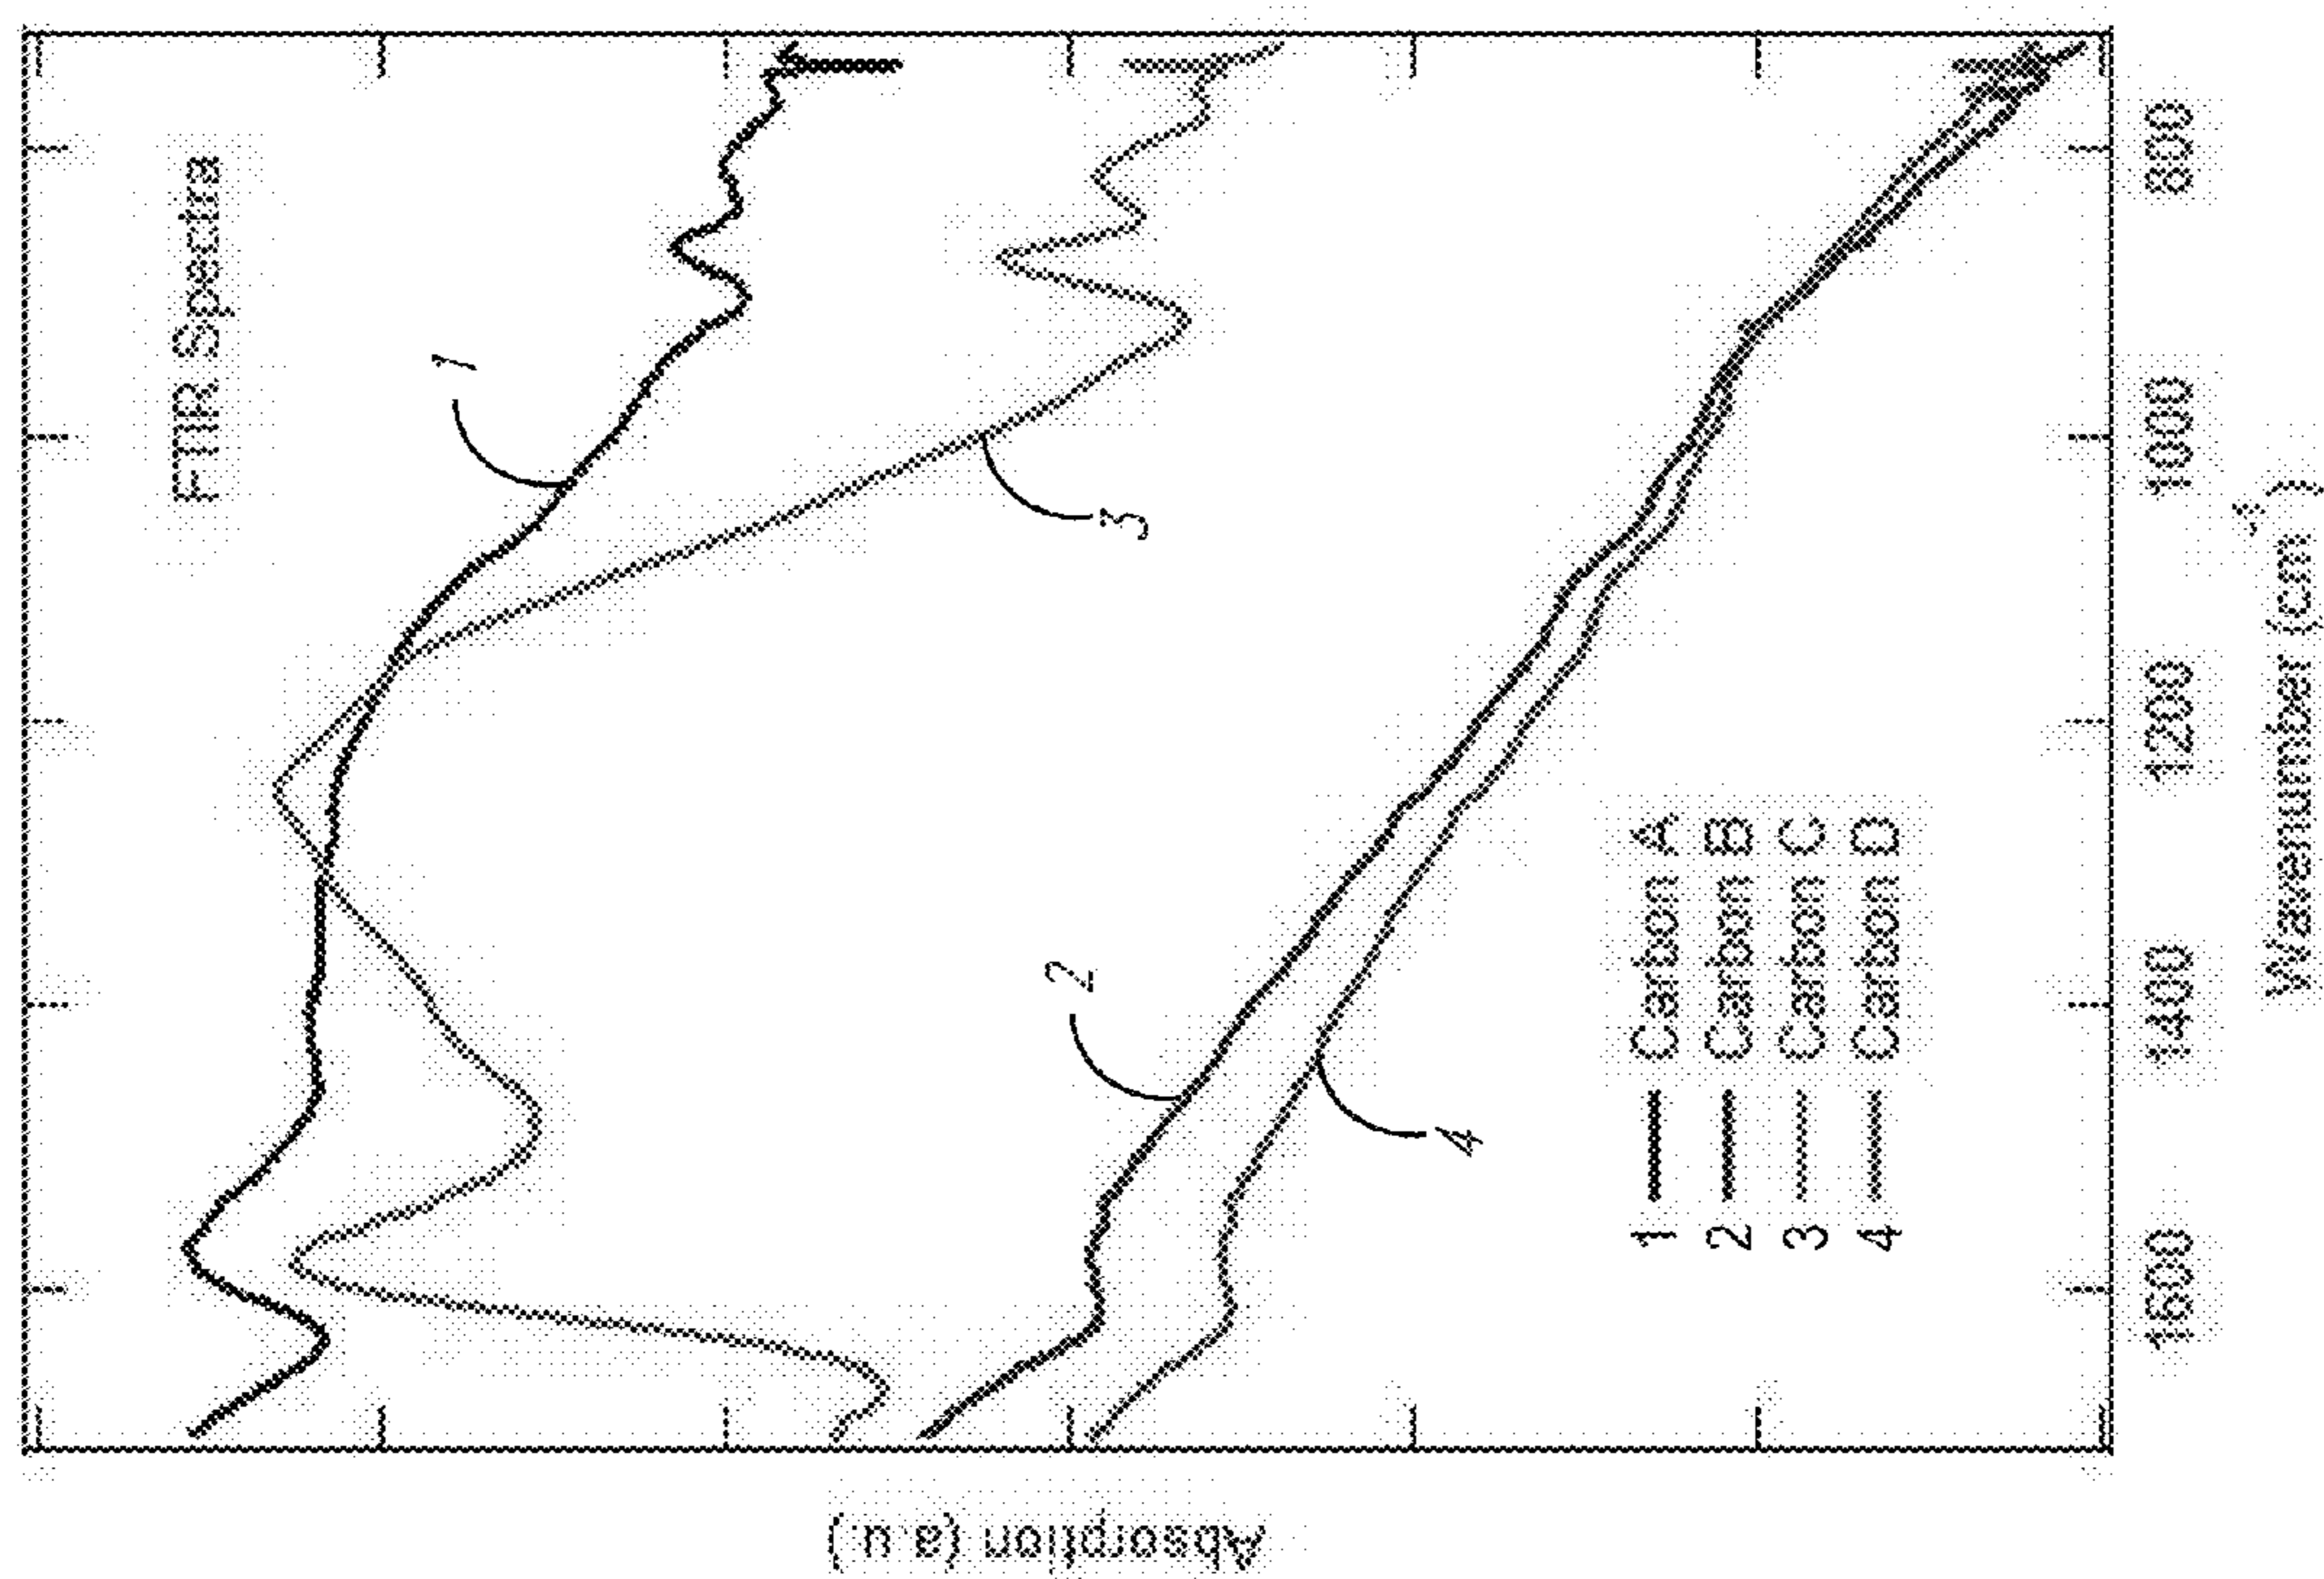 FTIR Spectra
1
3
2
4
1 Carbon A
2 Carbon B
3 Carbon C
4 Carbon D
Absorption (a.u.)
1600 1400 1200 1000 800
Wavenumber (cm⁻¹)